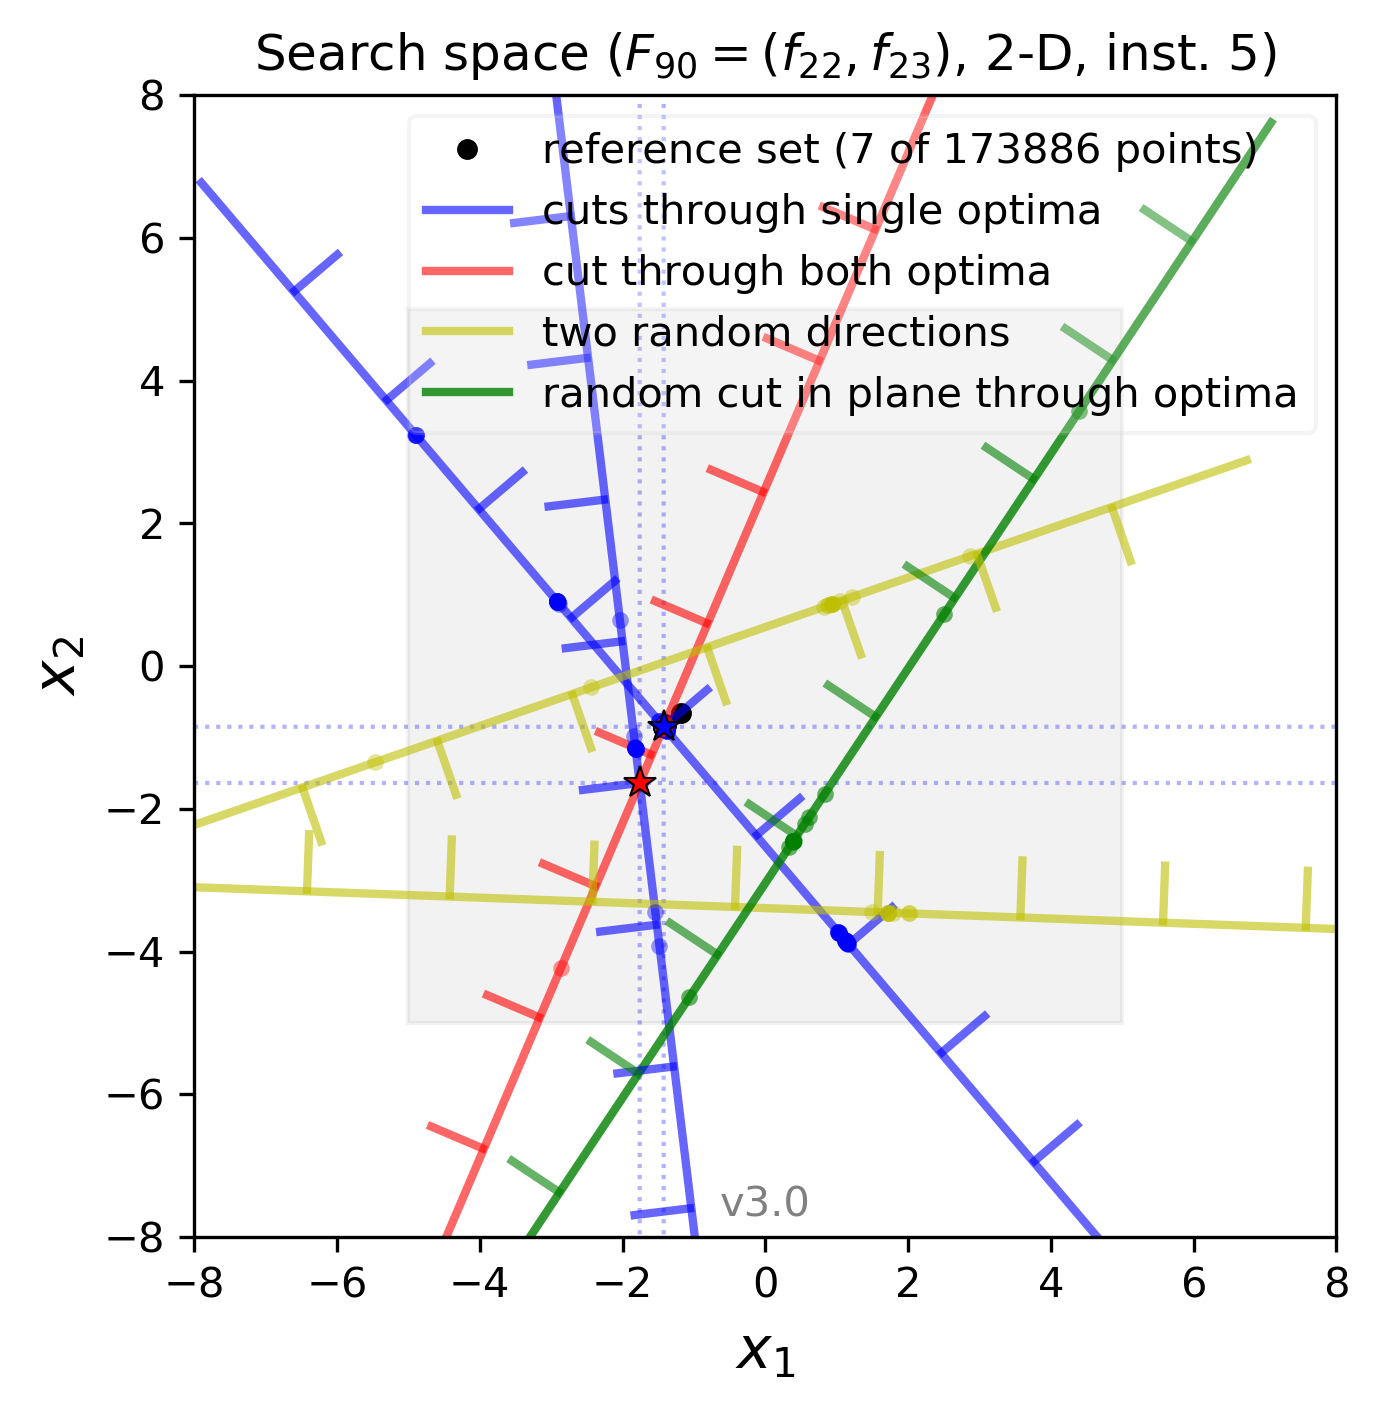 Search space (F₉₀ = (f₂₂, f₂₃), 2-D, inst. 5)
reference set (7 of 173886 points)
cuts through single optima
cut through both optima
two random directions
random cut in plane through optima
8
6
4
2
0
−2
−4
−6
−8
x₂
v3.0
−8 −6 −4 −2 0 2 4 6 8
x₁